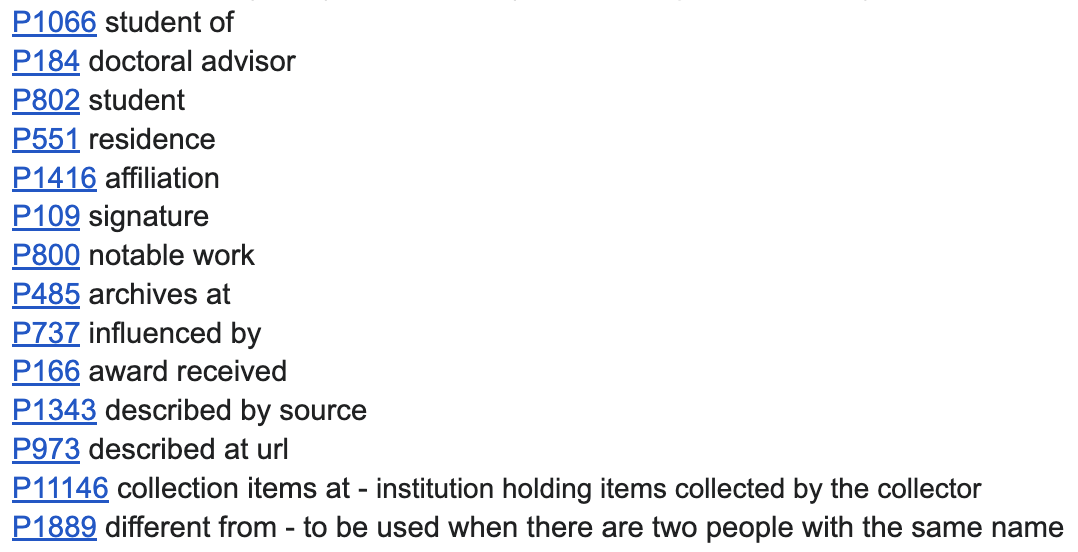 P1066 student of
P184 doctoral advisor
P802 student
P551 residence
P1416 affiliation
P109 signature
P800 notable work
P485 archives at
P737 influenced by
P166 award received
P1343 described by source
P973 described at url
P11146 collection items at - institution holding items collected by the collector
P1889 different from - to be used when there are two people with the same name